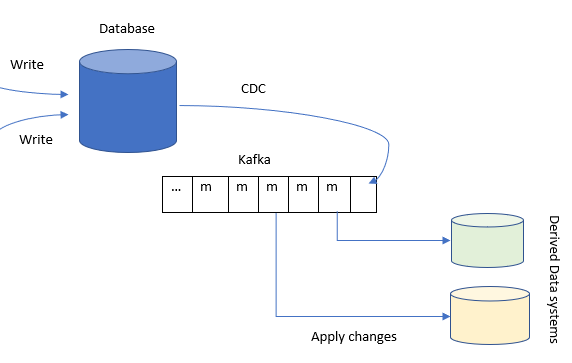 Database
Write
CDC
Write
Kafka
... m m m m m
Derived Data systems
Apply changes